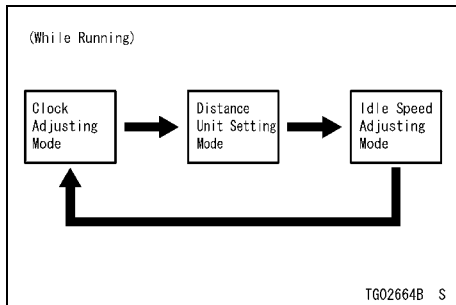 (While Running)
Clock
Adjusting
Mode
Distance
Unit Setting
Mode
Idle Speed
Adjusting
Mode
TG02664B S